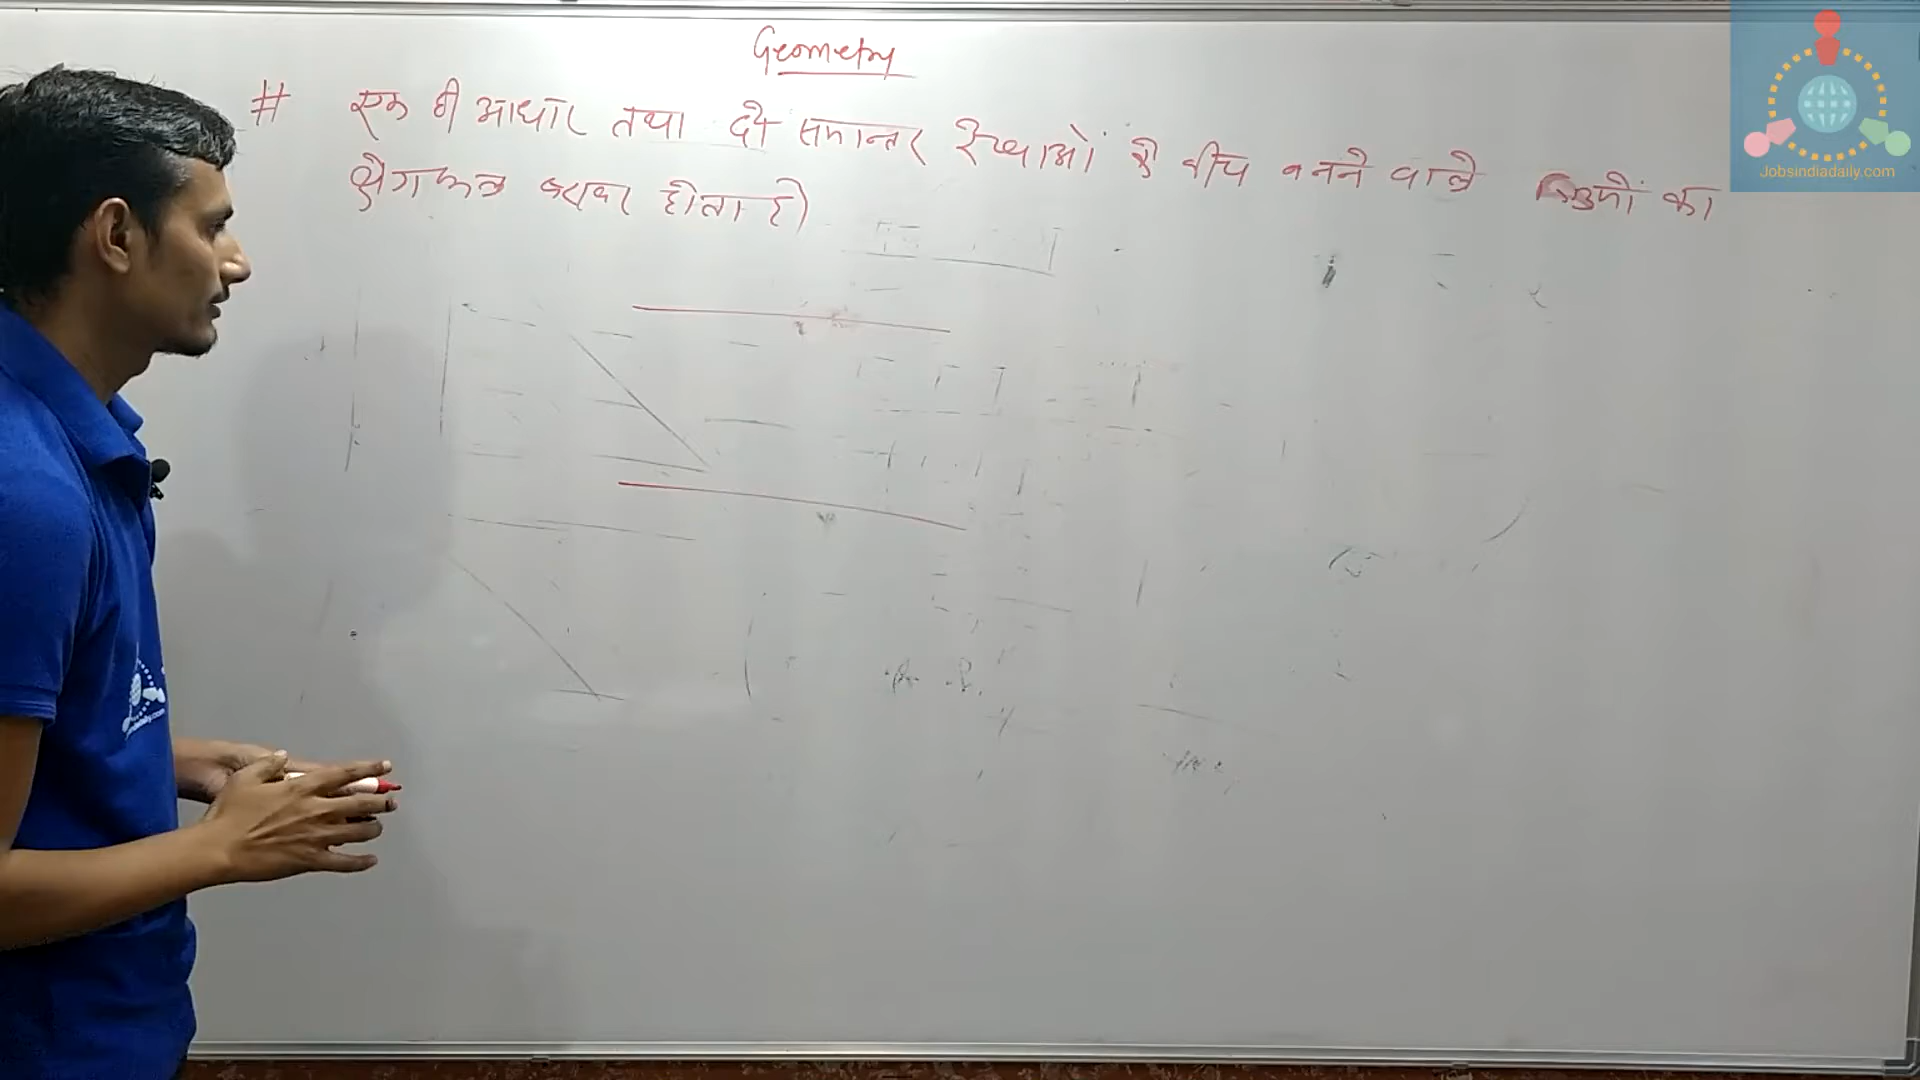 Geometry
# एक ही आधार तथा दो समान्तर रेखाओं के बीच बनने वाले का
क्षेत्रफल बराबर होता है
Jobsindiadaily.com